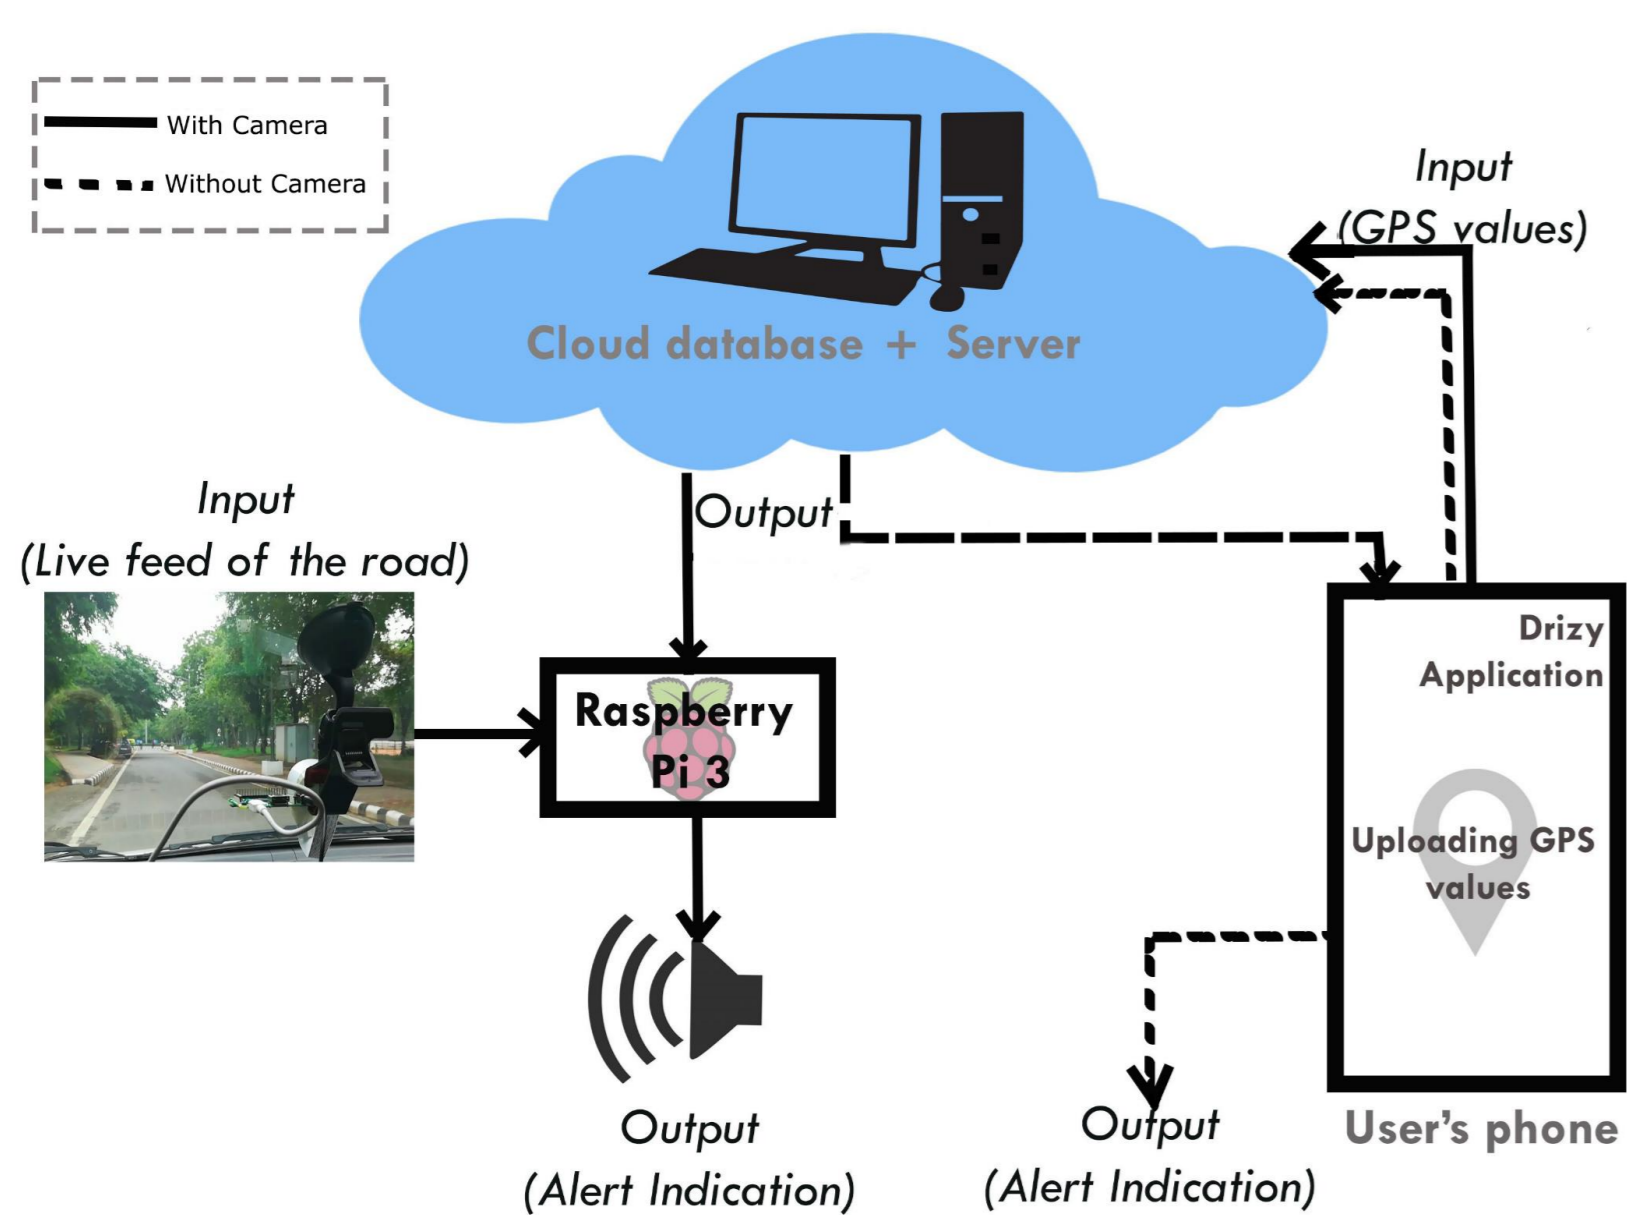 With Camera
Without Camera
Input
(GPS values)
Cloud database + Server
Input
(Live feed of the road)
Output
Raspberry
Pi 3
Drizy
Application
Uploading GPS
values
Output
(Alert Indication)
Output
(Alert Indication)
User's phone